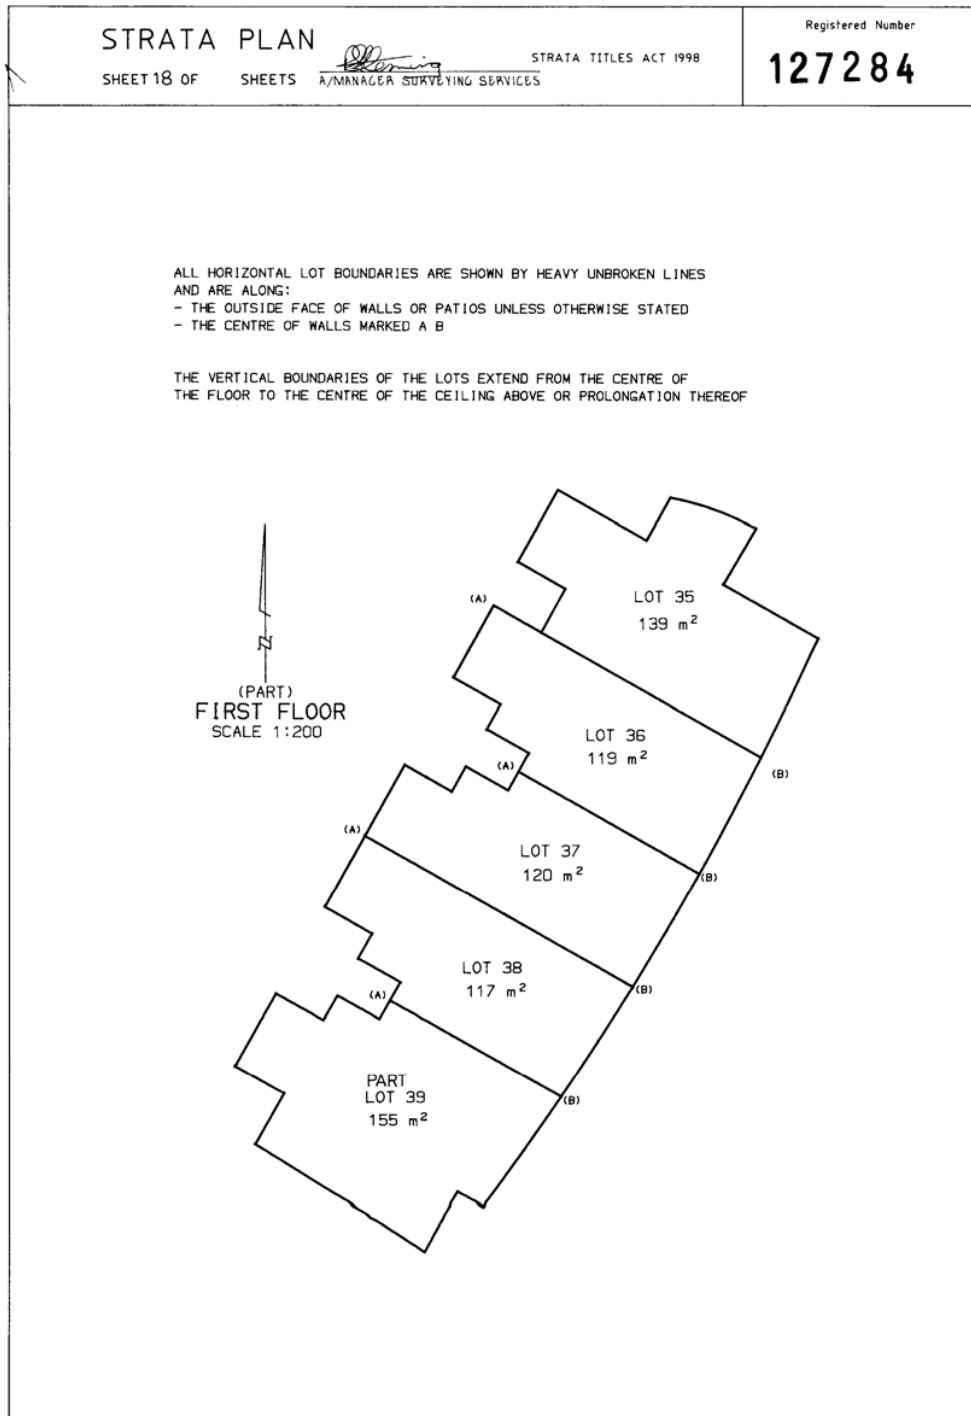 STRATA PLAN
SHEET 18 OF SHEETS
A/MANAGER SURVEYING SERVICES
STRATA TITLES ACT 1998
Registered Number
127284
ALL HORIZONTAL LOT BOUNDARIES ARE SHOWN BY HEAVY UNBROKEN LINES
AND ARE ALONG:
- THE OUTSIDE FACE OF WALLS OR PATIOS UNLESS OTHERWISE STATED
- THE CENTRE OF WALLS MARKED A B
THE VERTICAL BOUNDARIES OF THE LOTS EXTEND FROM THE CENTRE OF
THE FLOOR TO THE CENTRE OF THE CEILING ABOVE OR PROLONGATION THEREOF
N
(PART)
FIRST FLOOR
SCALE 1:200
(A)
LOT 35
139 m²
LOT 36
119 m²
(B)
(A)
LOT 37
120 m²
(B)
(A)
LOT 38
117 m²
(B)
(A)
PART
LOT 39
155 m²
(B)